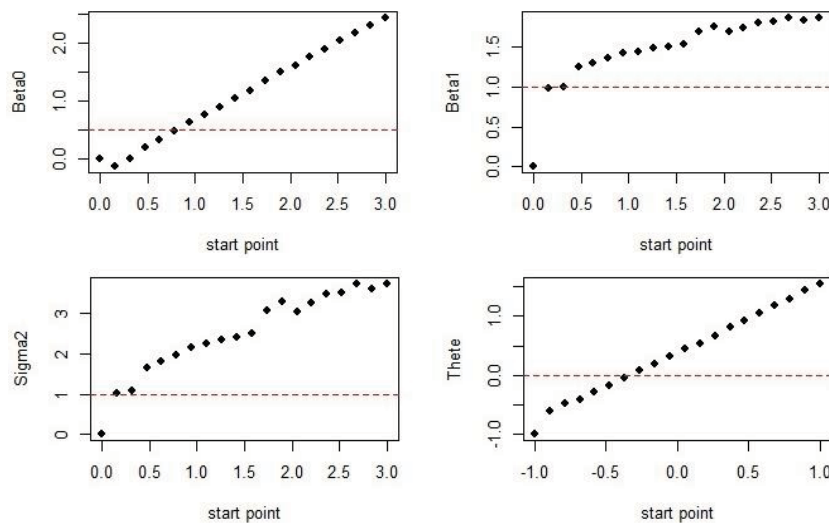 Beta0
0.0 1.0 2.0
0.0 0.5 1.0 1.5 2.0 2.5 3.0
start point
Beta1
0.0 0.5 1.0 1.5
0.0 0.5 1.0 1.5 2.0 2.5 3.0
start point
Sigma2
0 1 2 3
0.0 0.5 1.0 1.5 2.0 2.5 3.0
start point
Thete
-1.0 0.0 1.0
-1.0 -0.5 0.0 0.5 1.0
start point